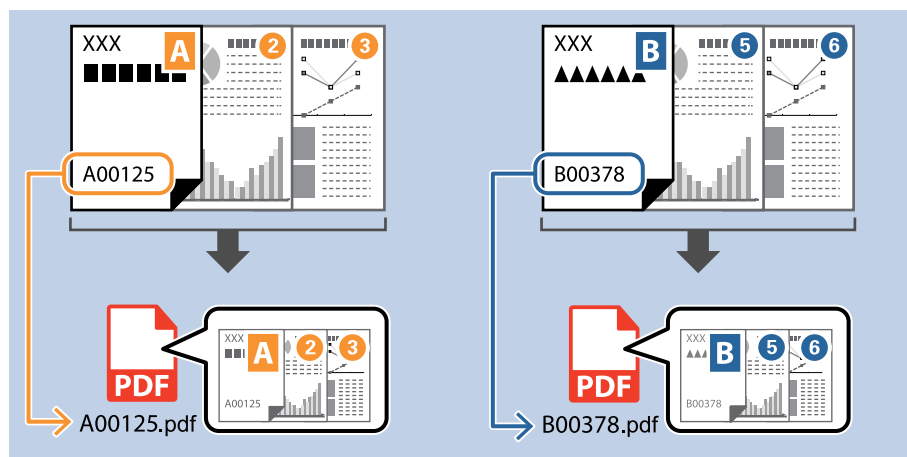 XXX
A
2
3
A00125
XXX
B
5
6
B00378
PDF
XXX
A
2
3
A00125
A00125.pdf
PDF
XXX
B
5
6
B00378
B00378.pdf